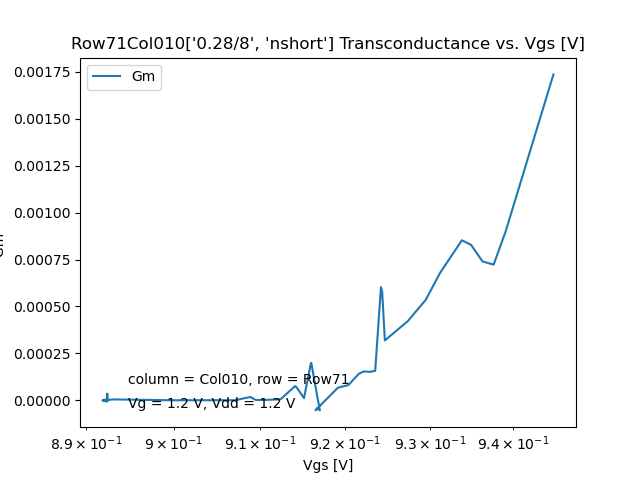 Row71Col010['0.28/8', 'nshort'] Transconductance vs. Vgs [V]
Gm
0.00175
0.00150
0.00125
0.00100
0.00075
0.00050
0.00025
0.00000
Gm
column = Col010, row = Row71
Vg = 1.2 V, Vdd = 1.2 V
8.9 × 10⁻¹ 9 × 10⁻¹ 9.1 × 10⁻¹ 9.2 × 10⁻¹ 9.3 × 10⁻¹ 9.4 × 10⁻¹
Vgs [V]